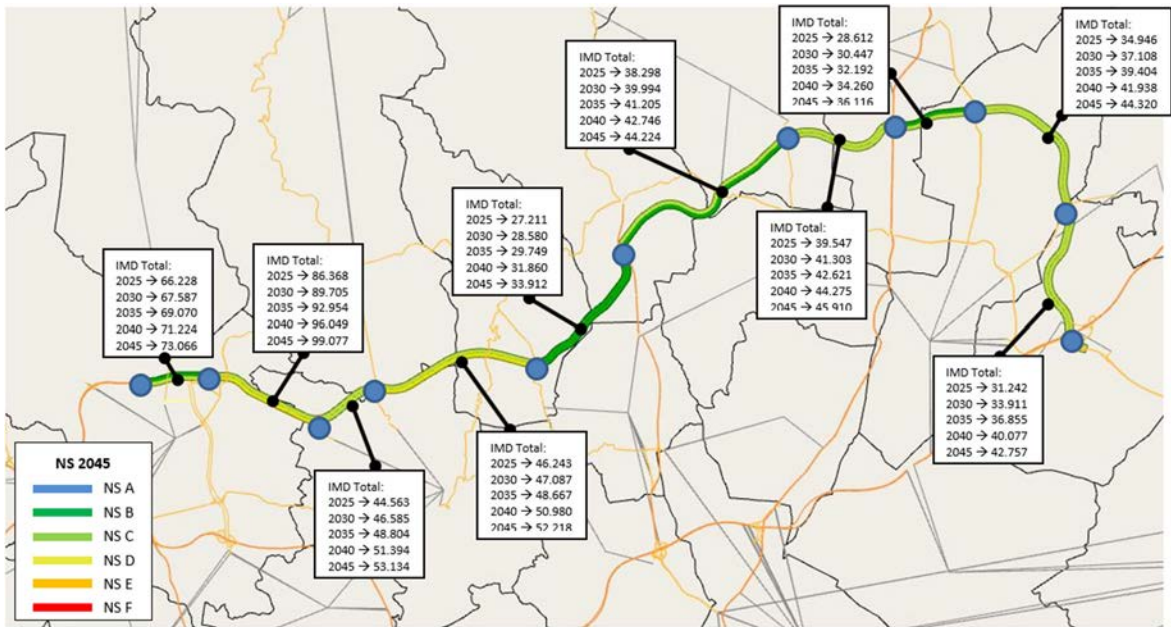 IMD Total:
2025 → 66.228
2030 → 67.587
2035 → 69.070
2040 → 71.224
2045 → 73.066
IMD Total:
2025 → 86.368
2030 → 89.705
2035 → 92.954
2040 → 96.049
2045 → 99.077
IMD Total:
2025 → 44.563
2030 → 46.585
2035 → 48.804
2040 → 51.394
2045 → 53.134
IMD Total:
2025 → 46.243
2030 → 47.087
2035 → 48.667
2040 → 50.980
2045 → 52.218
IMD Total:
2025 → 27.211
2030 → 28.580
2035 → 29.749
2040 → 31.860
2045 → 33.912
IMD Total:
2025 → 38.298
2030 → 39.994
2035 → 41.205
2040 → 42.746
2045 → 44.224
IMD Total:
2025 → 39.547
2030 → 41.303
2035 → 42.621
2040 → 44.275
2045 → 45.910
IMD Total:
2025 → 28.612
2030 → 30.447
2035 → 32.192
2040 → 34.260
2045 → 36.116
IMD Total:
2025 → 34.946
2030 → 37.108
2035 → 39.404
2040 → 41.938
2045 → 44.320
IMD Total:
2025 → 31.242
2030 → 33.911
2035 → 36.855
2040 → 40.077
2045 → 42.757
NS 2045
NS A
NS B
NS C
NS D
NS E
NS F